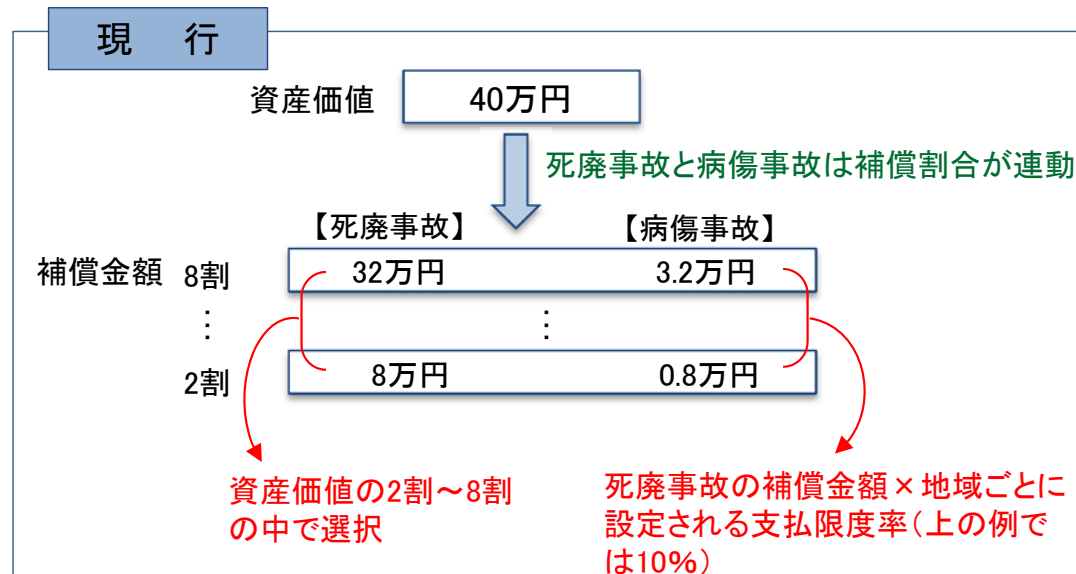 現　行
資産価値　40万円
死廃事故と病傷事故は補償割合が連動
【死廃事故】　【病傷事故】
補償金額　8割　32万円　3.2万円
⋮　⋮
2割　8万円　0.8万円
資産価値の2割～8割
の中で選択
死廃事故の補償金額×地域ごとに
設定される支払限度率（上の例で
は10%）